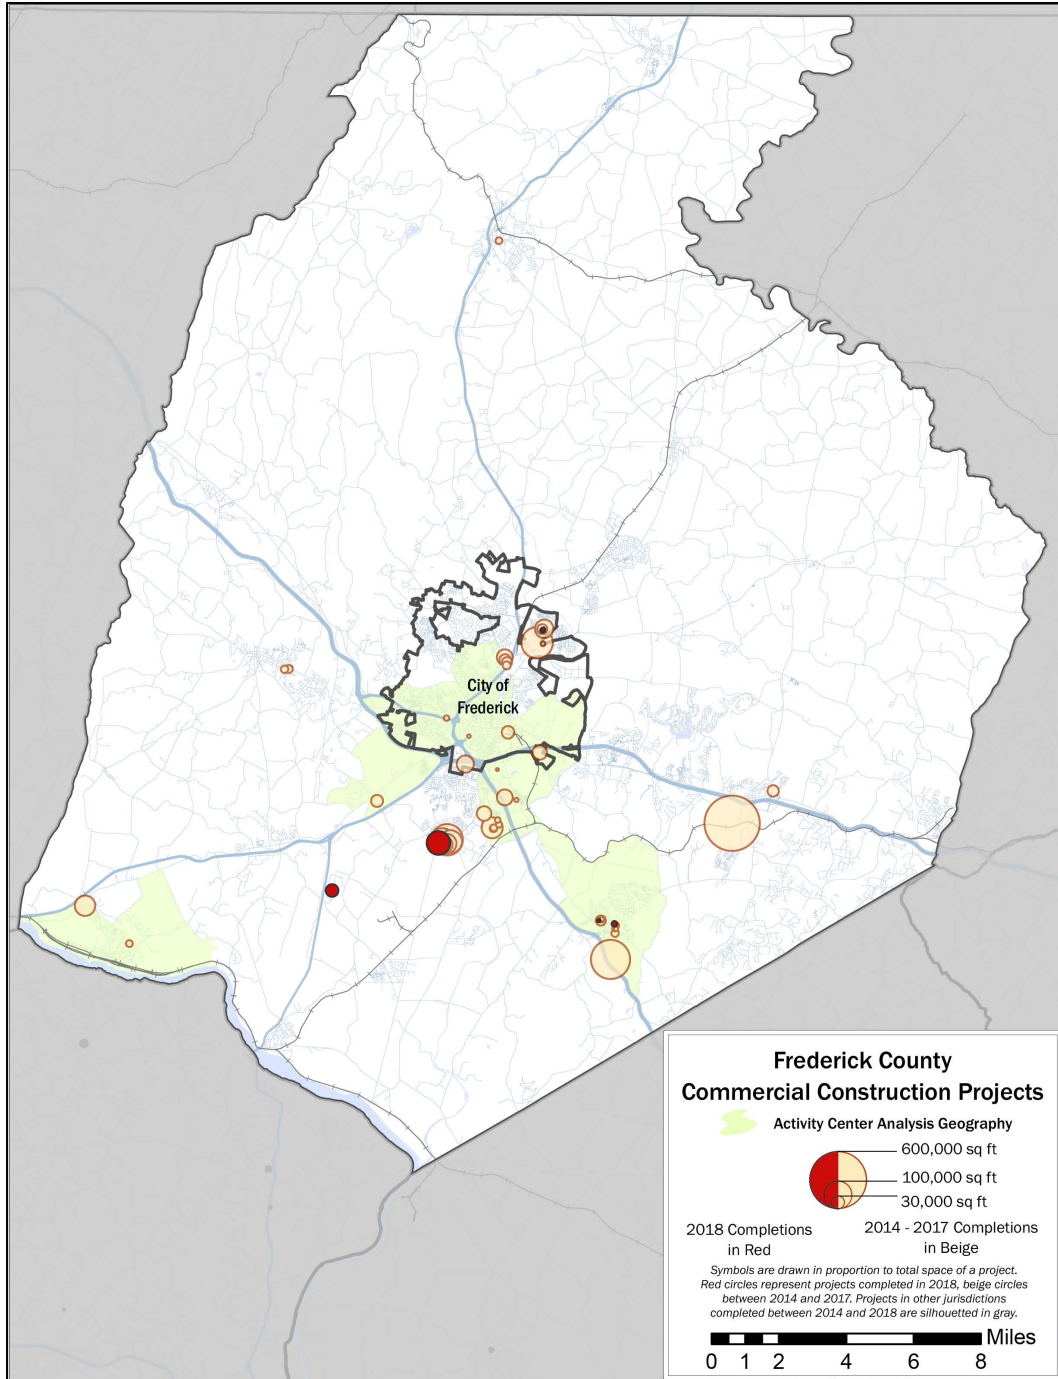 City of
Frederick
Frederick County
Commercial Construction Projects
Activity Center Analysis Geography
600,000 sq ft
100,000 sq ft
30,000 sq ft
2018 Completions
in Red
2014 - 2017 Completions
in Beige
Symbols are drawn in proportion to total space of a project.
Red circles represent projects completed in 2018, beige circles
between 2014 and 2017. Projects in other jurisdictions
completed between 2014 and 2018 are silhouetted in gray.
Miles
0 1 2 4 6 8